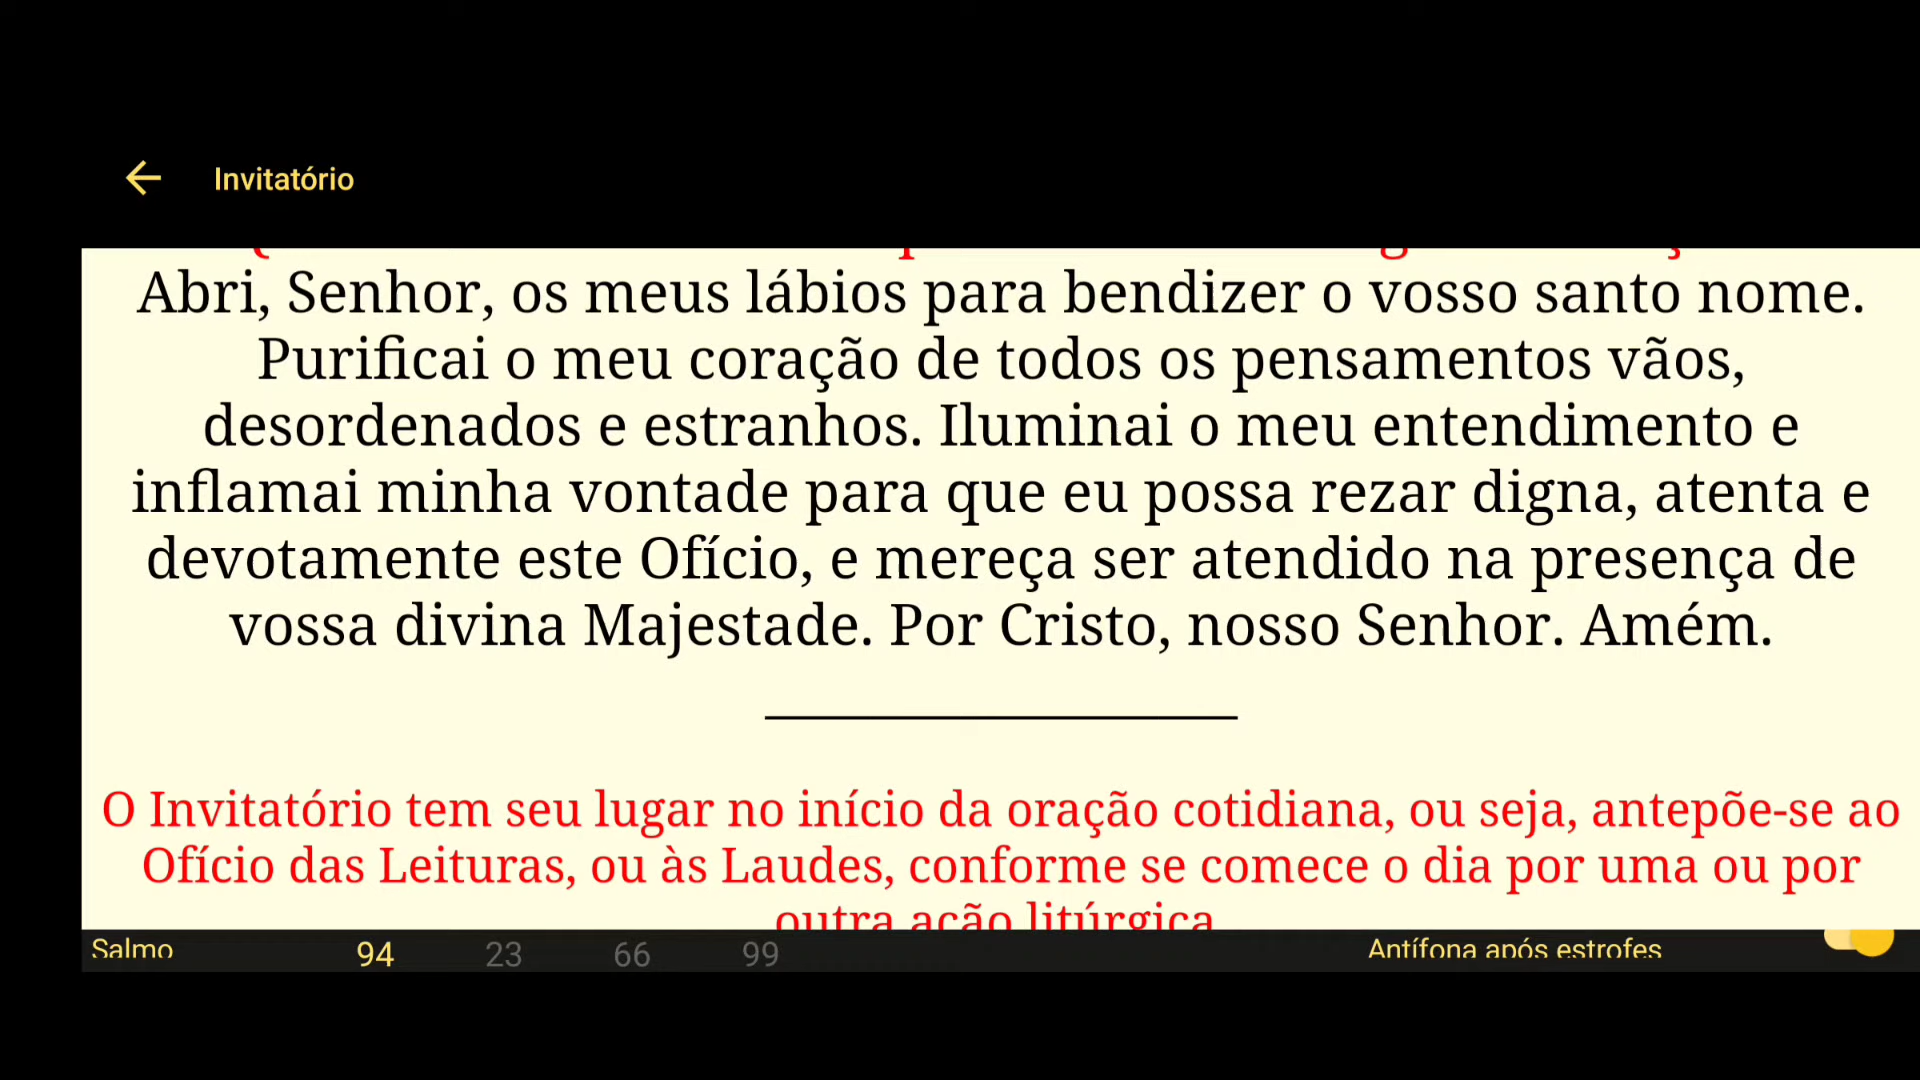 Invitatório
Abri, Senhor, os meus lábios para bendizer o vosso santo nome.
Purificai o meu coração de todos os pensamentos vãos,
desordenados e estranhos. Iluminai o meu entendimento e
inflamai minha vontade para que eu possa rezar digna, atenta e
devotamente este Ofício, e mereça ser atendido na presença de
vossa divina Majestade. Por Cristo, nosso Senhor. Amém.
O Invitatório tem seu lugar no início da oração cotidiana, ou seja, antepõe-se ao
Ofício das Leituras, ou às Laudes, conforme se comece o dia por uma ou por
outra ação litúrgica
Salmo 94 23 66 99 Antífona após estrofes